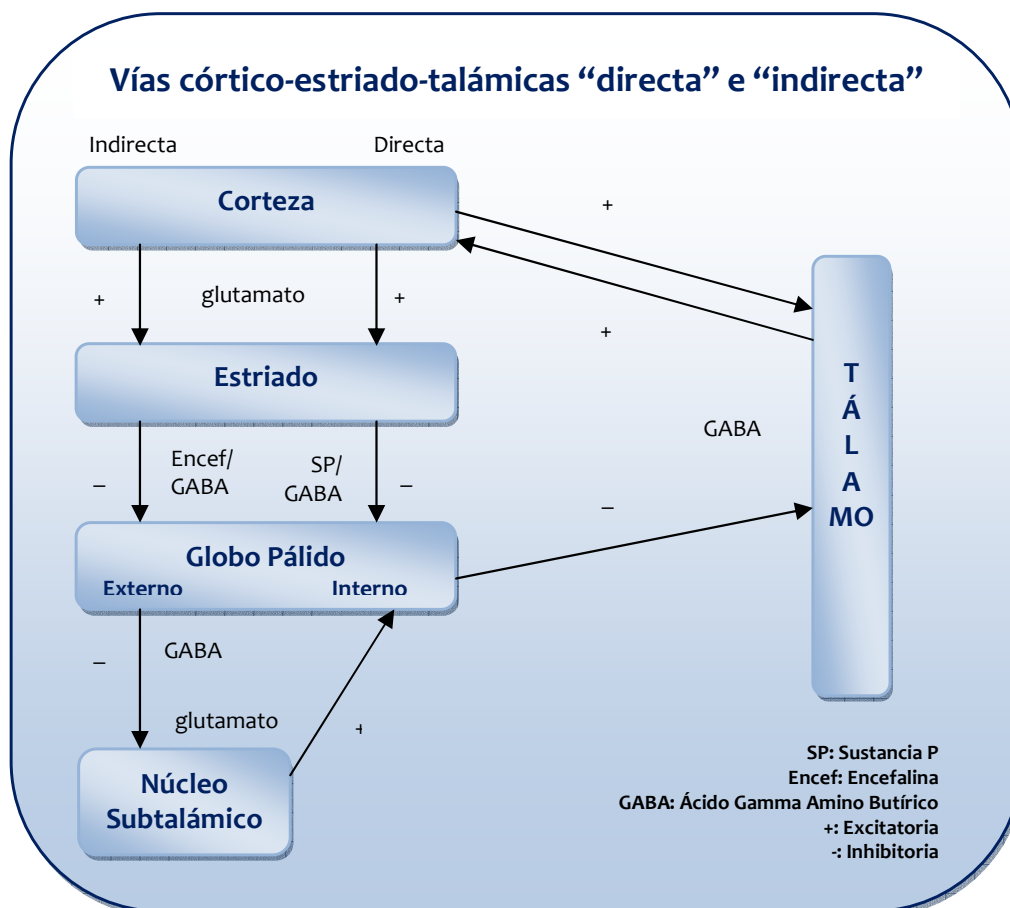 Vías córtico-estriado-talámicas “directa” e “indirecta”
Indirecta Directa
Corteza
+
+ glutamato +
+
Estriado
TÁLAMO
GABA
Encef/ SP/
– GABA GABA –
–
Globo Pálido
Externo Interno
– GABA
glutamato +
Núcleo
Subtalámico
SP: Sustancia P
Encef: Encefalina
GABA: Ácido Gamma Amino Butírico
+: Excitatoria
-: Inhibitoria